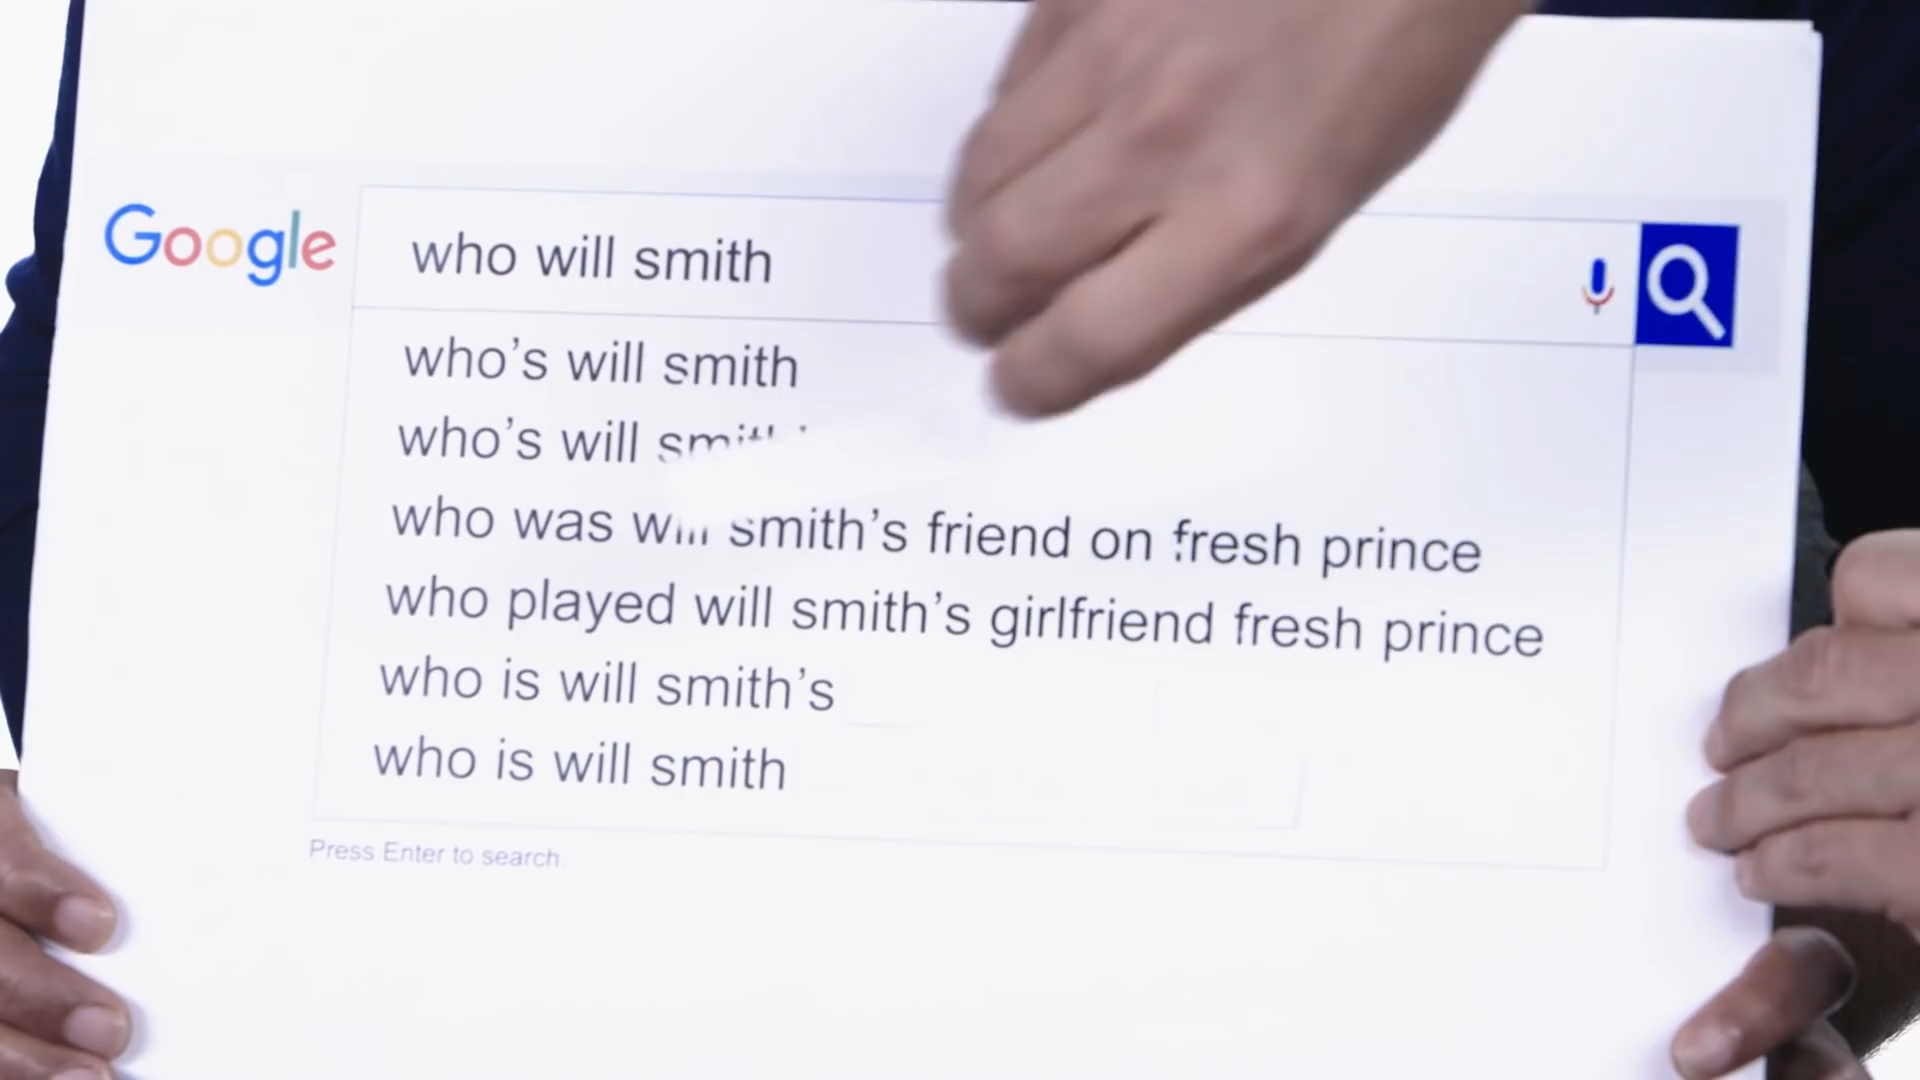 Google
who will smith
who's will smith
who's will
who was will smith's friend on fresh prince
who played will smith's girlfriend fresh prince
who is will smith's
who is will smith
Press Enter to search.